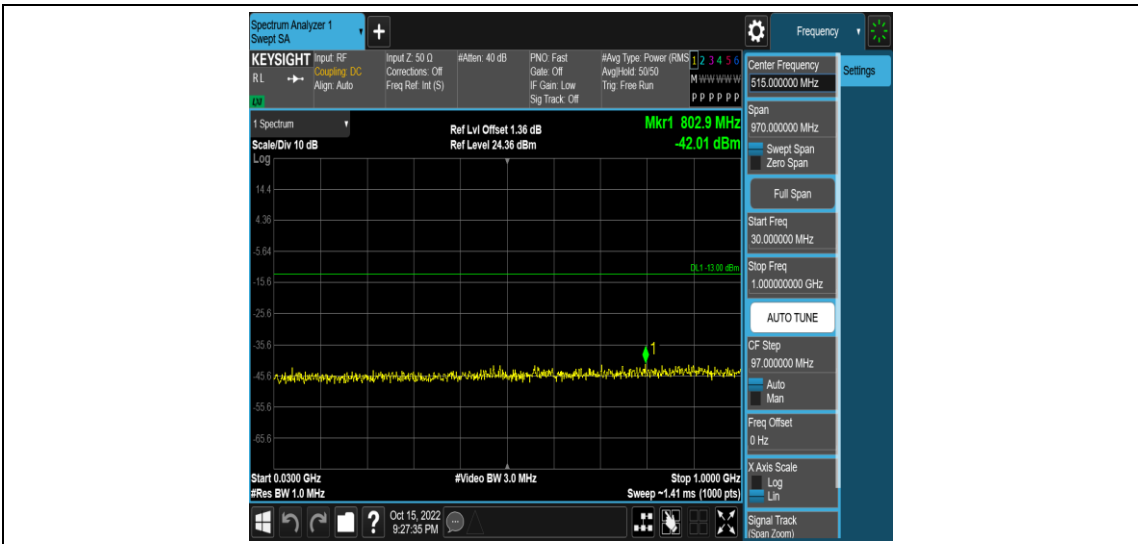 Spectrum Analyzer 1
Swept SA
+
Frequency
KEYSIGHT
RL
LXI
Input: RF
Coupling: DC
Align: Auto
Input Z: 50 Ω
Corrections: Off
Freq Ref: Int (S)
#Atten: 40 dB
PNO: Fast
Gate: Off
IF Gain: Low
Sig Track: Off
#Avg Type: Power (RMS
Avg|Hold: 50/50
Trig: Free Run
1 2 3 4 5 6
M W W W W W
P P P P P P
1 Spectrum
Scale/Div 10 dB
Log
Ref Lvl Offset 1.36 dB
Ref Level 24.36 dBm
Mkr1 802.9 MHz
-42.01 dBm
14.4
4.36
-5.64
DL1 -13.00 dBm
-15.6
-25.6
-35.6
1
-45.6
-55.6
-65.6
Start 0.0300 GHz
#Res BW 1.0 MHz
#Video BW 3.0 MHz
Stop 1.0000 GHz
Sweep ~1.41 ms (1000 pts)
?
Oct 15, 2022
9:27:35 PM
Center Frequency
515.000000 MHz
Settings
Span
970.000000 MHz
Swept Span
Zero Span
Full Span
Start Freq
30.000000 MHz
Stop Freq
1.000000000 GHz
AUTO TUNE
CF Step
97.000000 MHz
Auto
Man
Freq Offset
0 Hz
X Axis Scale
Log
Lin
Signal Track
(Span Zoom)